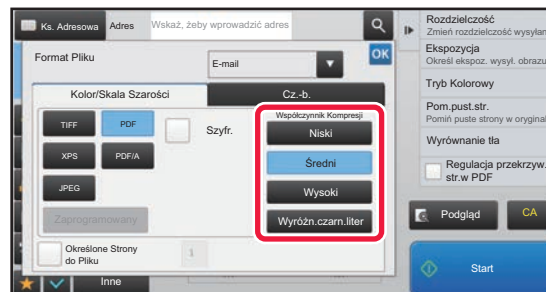 Ks. Adresowa
Adres
Wskaż, żeby wprowadzić adres
Format Pliku
E-mail
OK
Kolor/Skala Szarości
Cz.-b.
TIFF
PDF
Szyfr.
XPS
PDF/A
JPEG
Zaprogramowany
Współczynnik Kompresji
Niski
Średni
Wysoki
Wyróżn.czarn.liter
Określone Strony
do Pliku
1
Inne
Rozdzielczość
Zmień rozdzielczość wysyłan
Ekspozycja
Określ ekspoz. wysył. obrazu
Tryb Kolorowy
Pom.pust.str.
Pomiń puste strony w oryginal
Wyrównanie tła
Regulacja przekrzyw.
str.w PDF
Podgląd
CA
Start